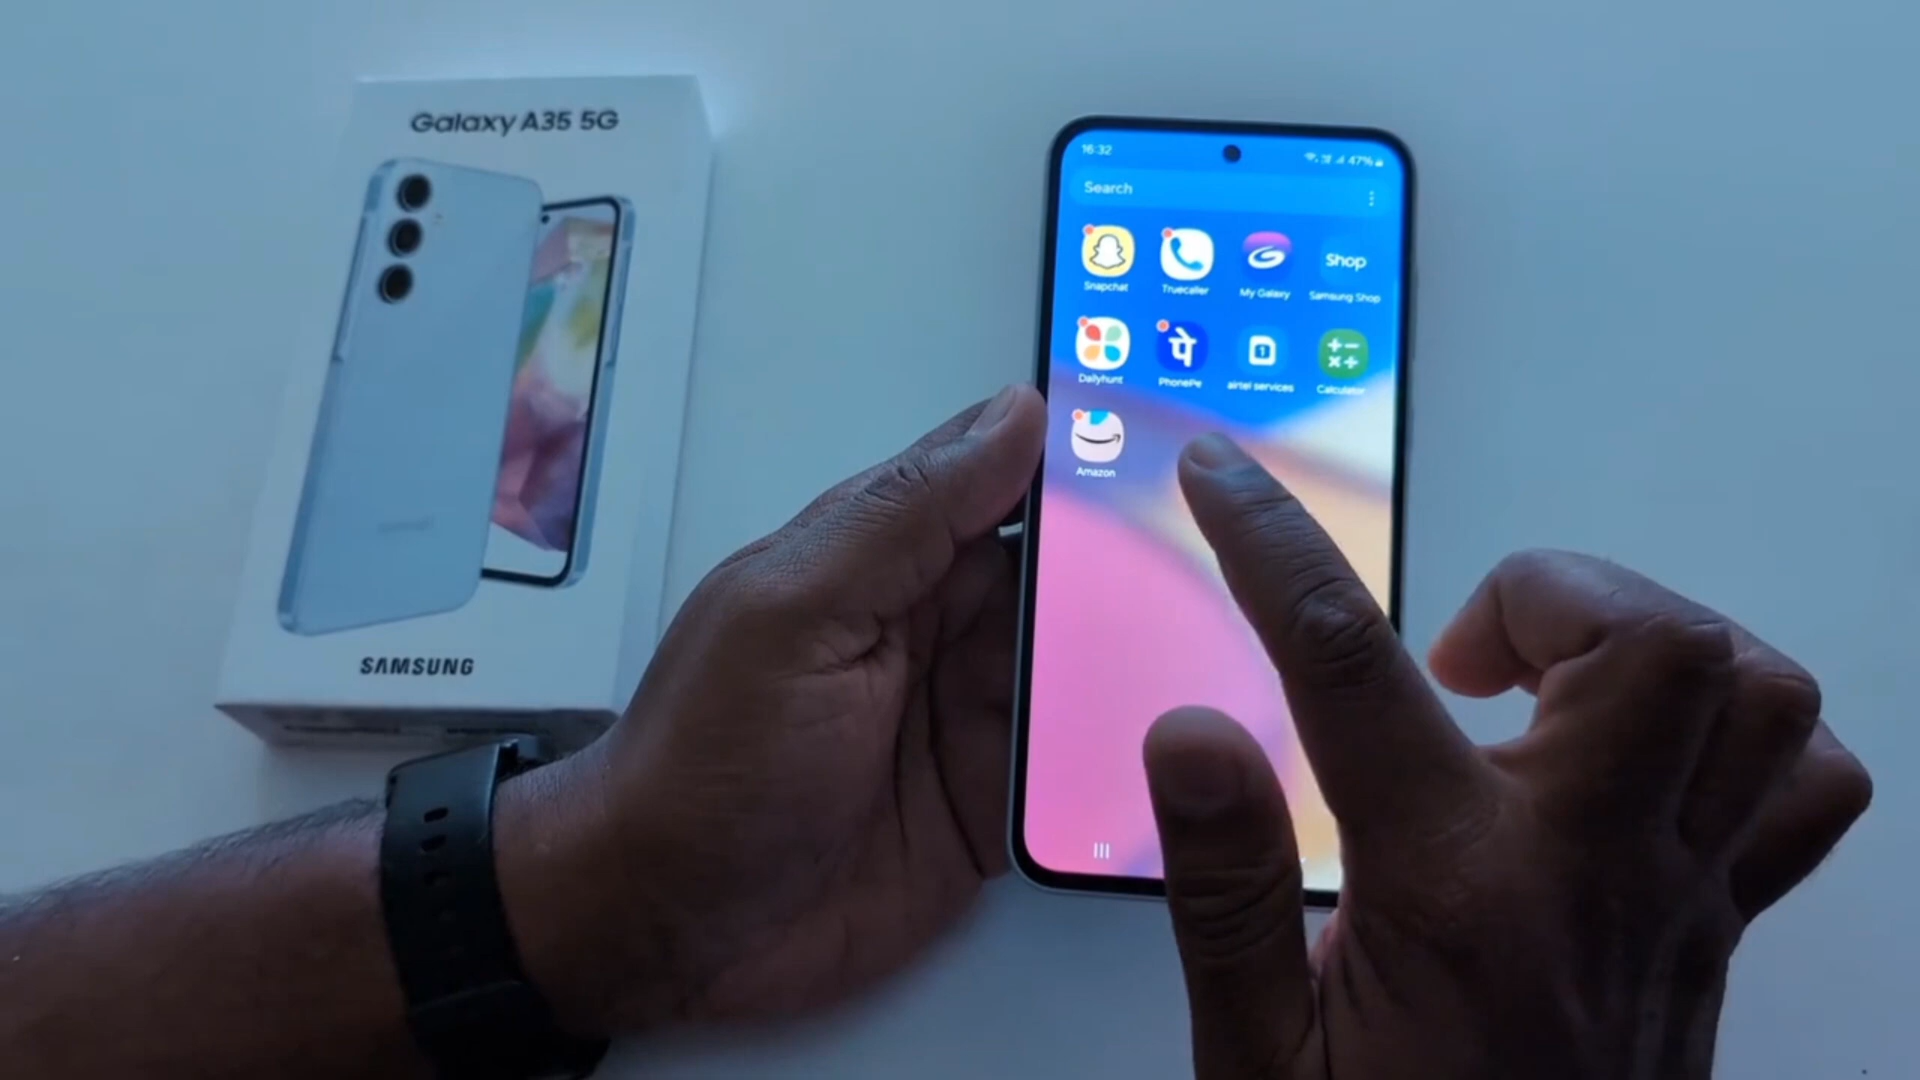 Galaxy A35 5G
SAMSUNG
16:32
47%
Search
Snapchat
Truecaller
My Galaxy
Shop
Samsung Shop
Dailyhunt
पे
PhonePe
1
airtel services
Calculator
Amazon